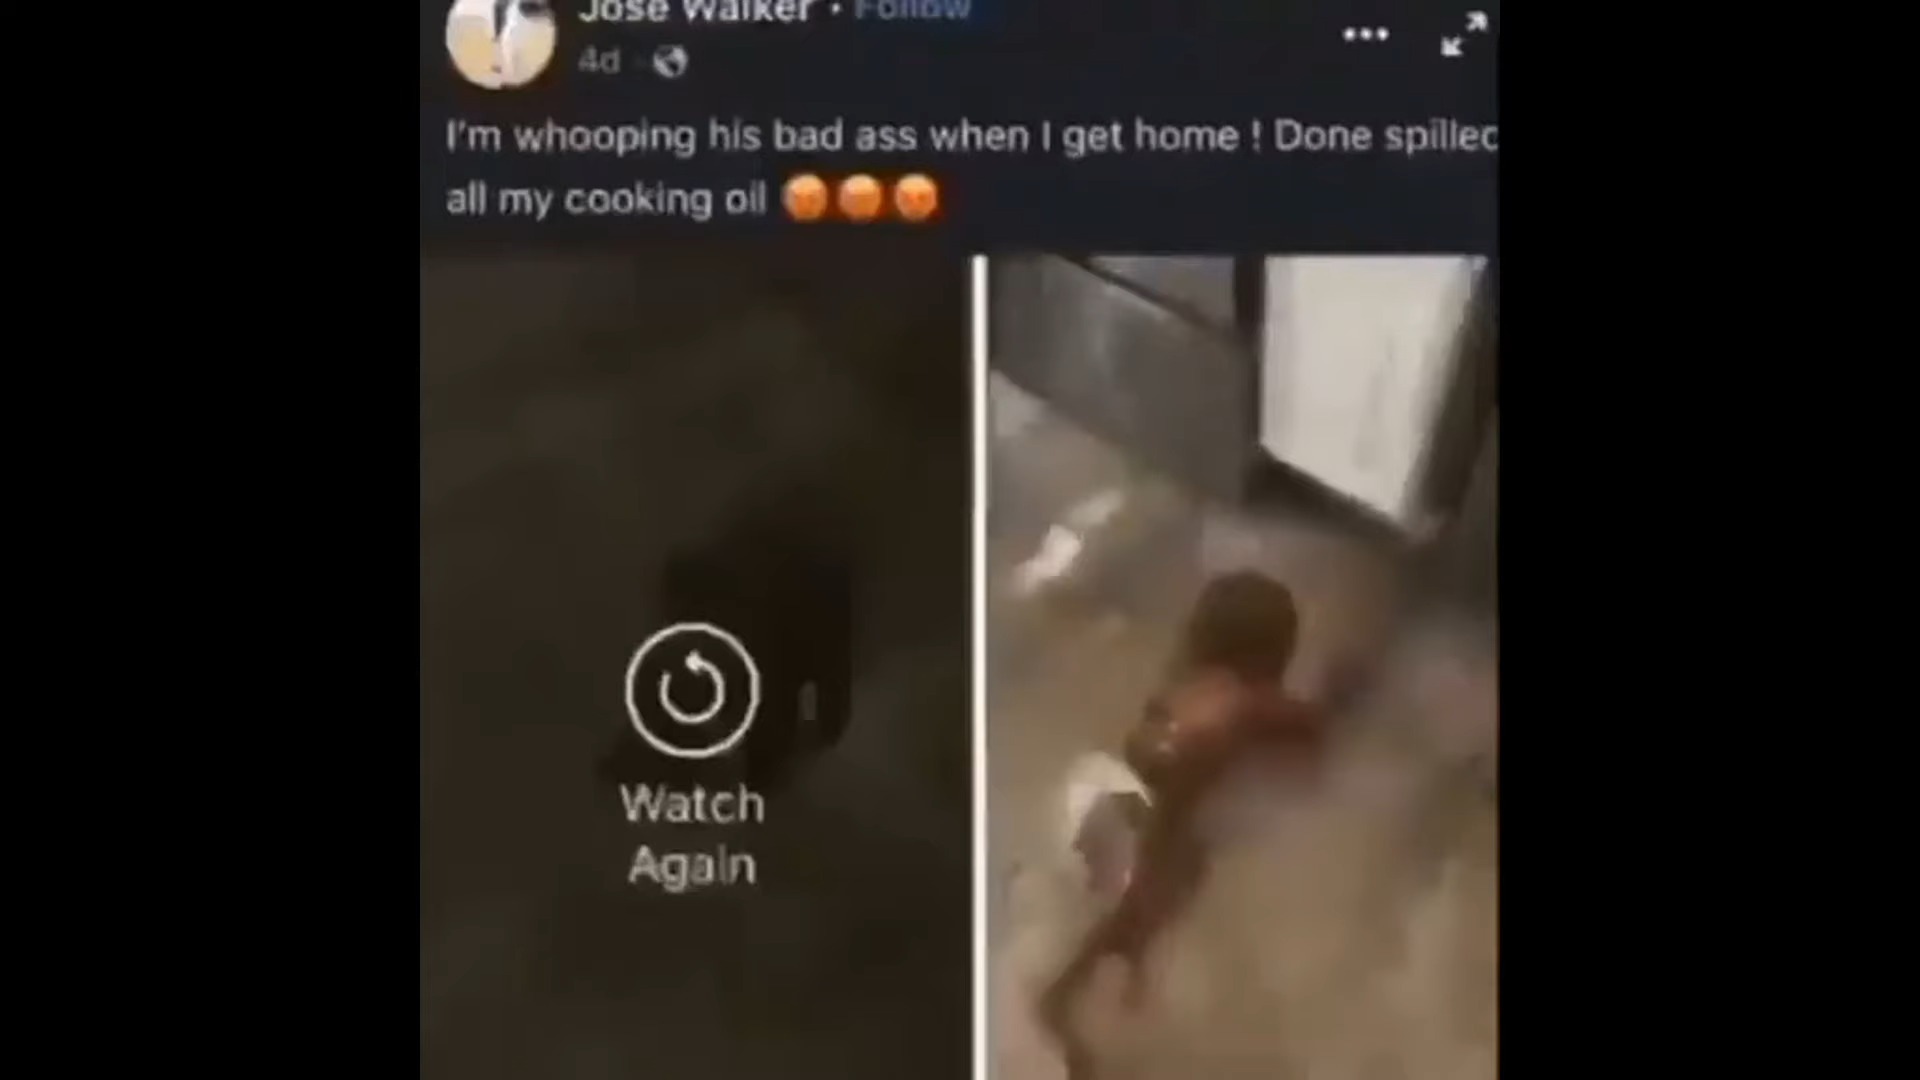 Jose Walker · Follow
4d
I'm whooping his bad ass when I get home ! Done spilled
all my cooking oil 😡😡😡
Watch
Again